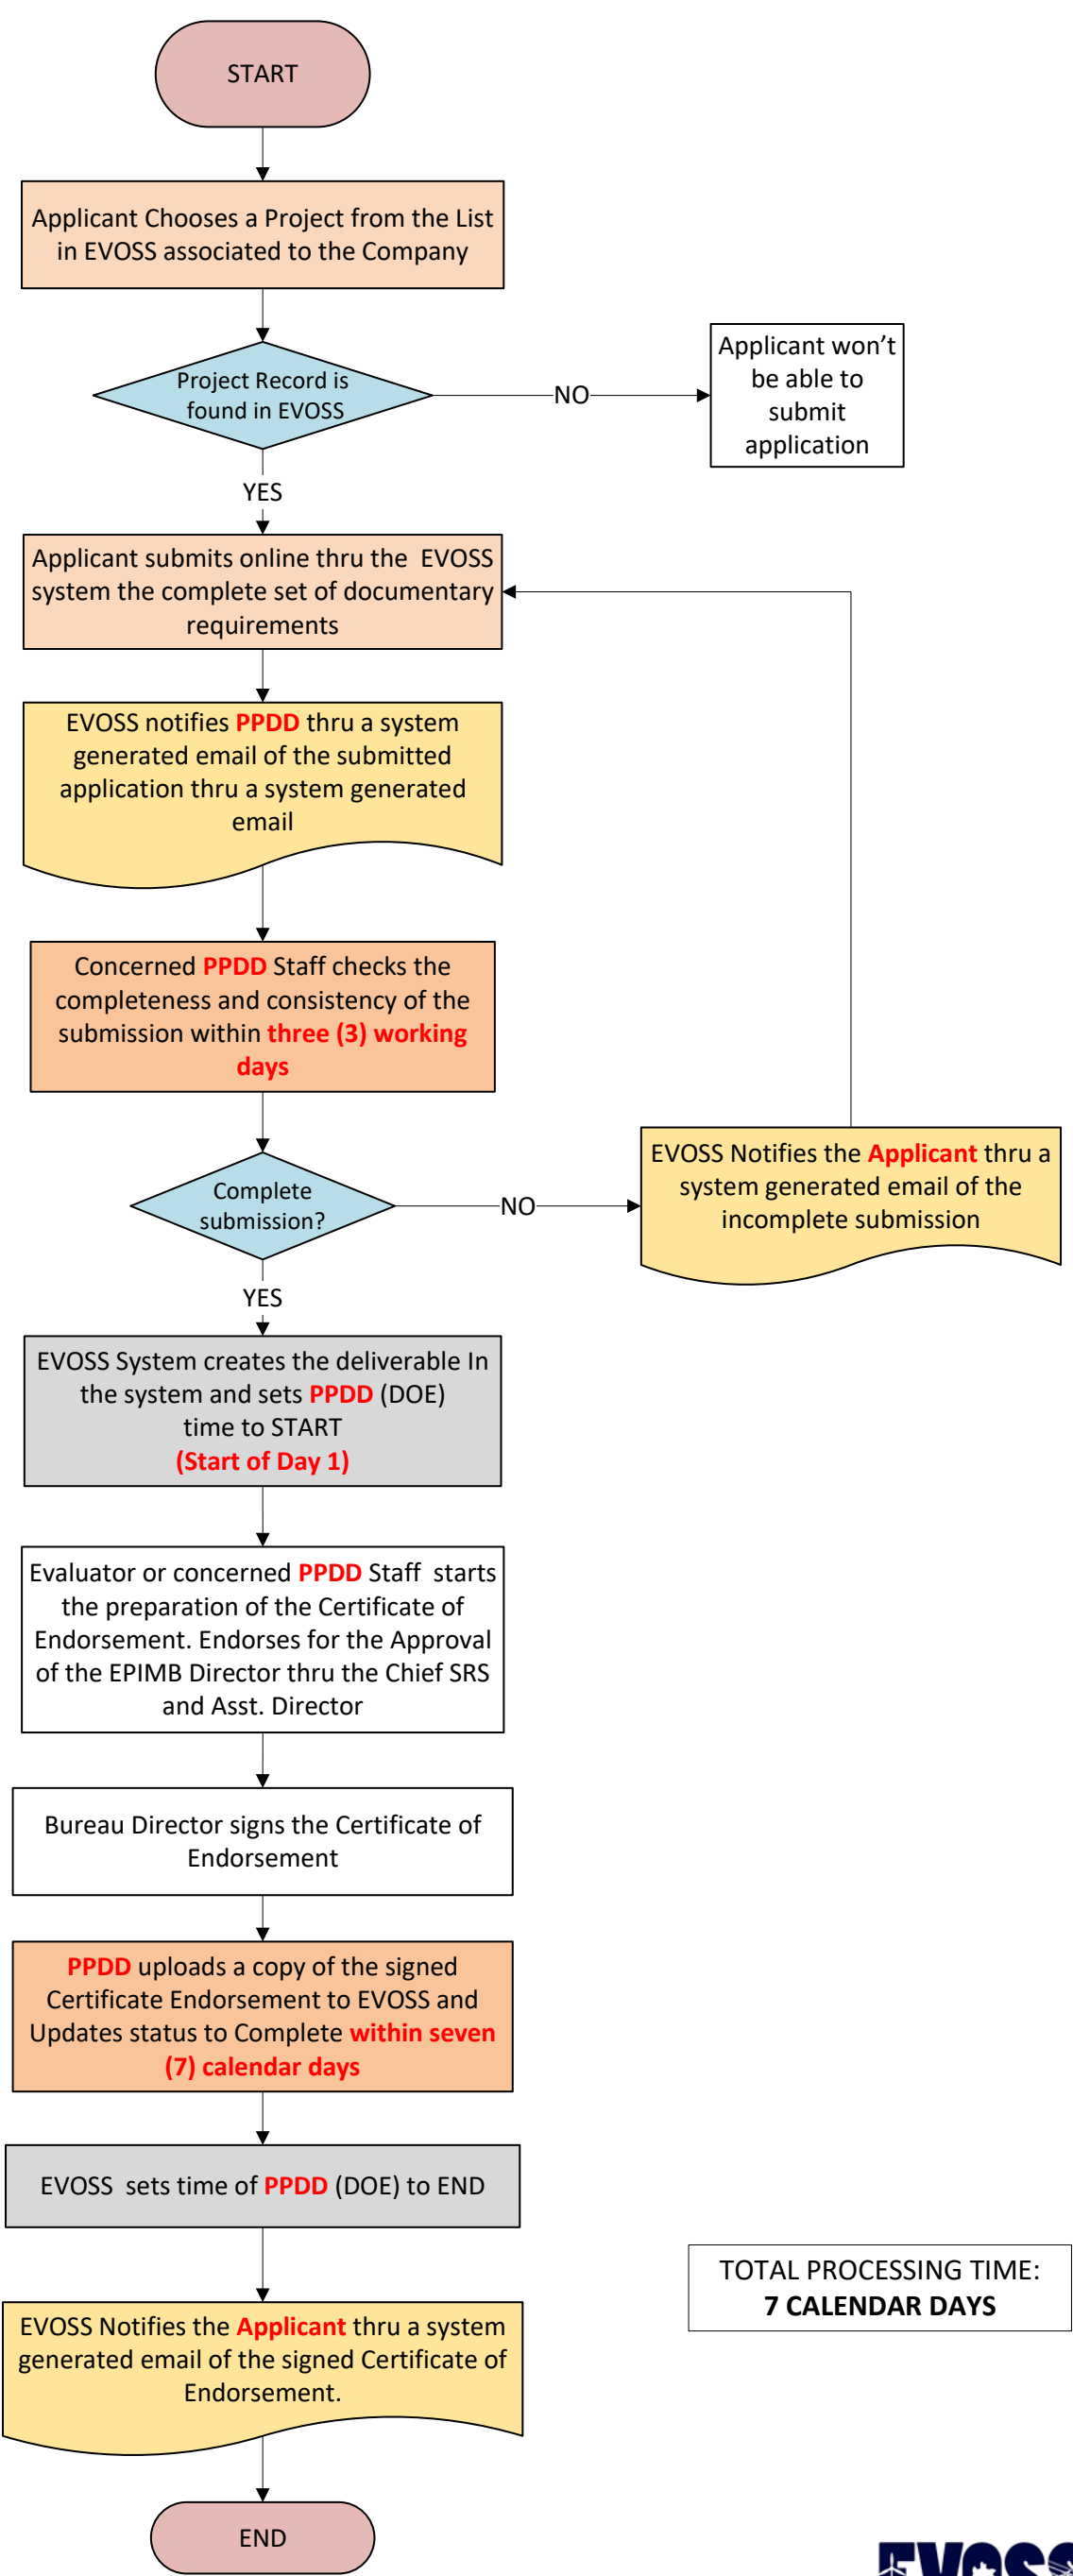 START
Applicant Chooses a Project from the List
in EVOSS associated to the Company
Project Record is
found in EVOSS
NO
Applicant won't
be able to
submit
application
YES
Applicant submits online thru the EVOSS
system the complete set of documentary
requirements
EVOSS notifies PPDD thru a system
generated email of the submitted
application thru a system generated
email
Concerned PPDD Staff checks the
completeness and consistency of the
submission within three (3) working
days
Complete
submission?
NO
EVOSS Notifies the Applicant thru a
system generated email of the
incomplete submission
YES
EVOSS System creates the deliverable In
the system and sets PPDD (DOE)
time to START
(Start of Day 1)
Evaluator or concerned PPDD Staff starts
the preparation of the Certificate of
Endorsement. Endorses for the Approval
of the EPIMB Director thru the Chief SRS
and Asst. Director
Bureau Director signs the Certificate of
Endorsement
PPDD uploads a copy of the signed
Certificate Endorsement to EVOSS and
Updates status to Complete within seven
(7) calendar days
EVOSS sets time of PPDD (DOE) to END
TOTAL PROCESSING TIME:
7 CALENDAR DAYS
EVOSS Notifies the Applicant thru a system
generated email of the signed Certificate of
Endorsement.
END
EVOSS